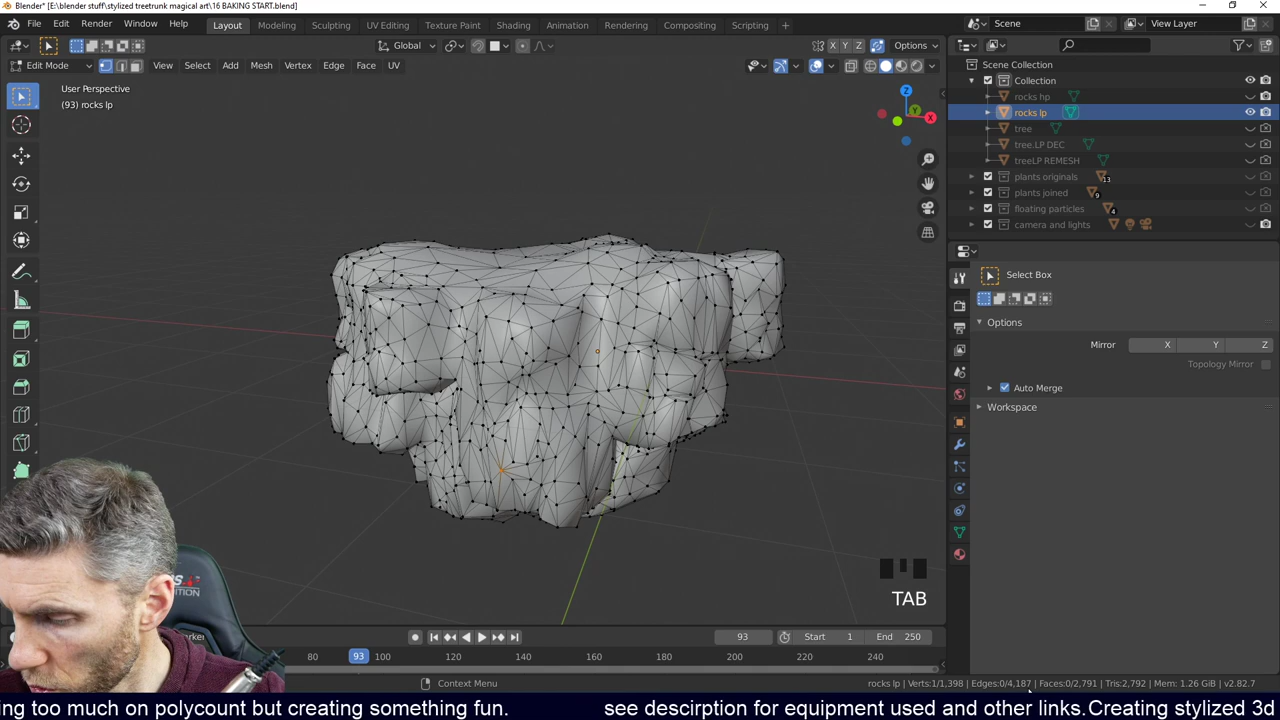 Blender* [E:\blender stuff\stylized treetrunk magical art\16 BAKING START.blend]
File Edit Render Window Help Layout Modeling Sculpting UV Editing Texture Paint Shading Animation Rendering Compositing Scripting + Scene View Layer
Global Options
X Y Z
Edit Mode View Select Add Mesh Vertex Edge Face UV
User Perspective
(93) rocks lp
Z
Y
X
Scene Collection
Collection
rocks hp
rocks lp
tree
tree.LP DEC
treeLP REMESH
plants originals 13
plants joined 9
floating particles 4
camera and lights
Select Box
Options
Mirror X Y Z
Topology Mirror
Auto Merge
Workspace
TAB
93 Start 1 End 250
80 93 100 120 140 160 180 200 220 240
Context Menu
rocks lp | Verts:1/1,398 | Edges:0/4,187 | Faces:0/2,791 | Tris:2,792 | Mem: 1.26 GiB | v2.82.7
ing too much on polycount but creating something fun. see descirption for equipment used and other links.Creating stylized 3d